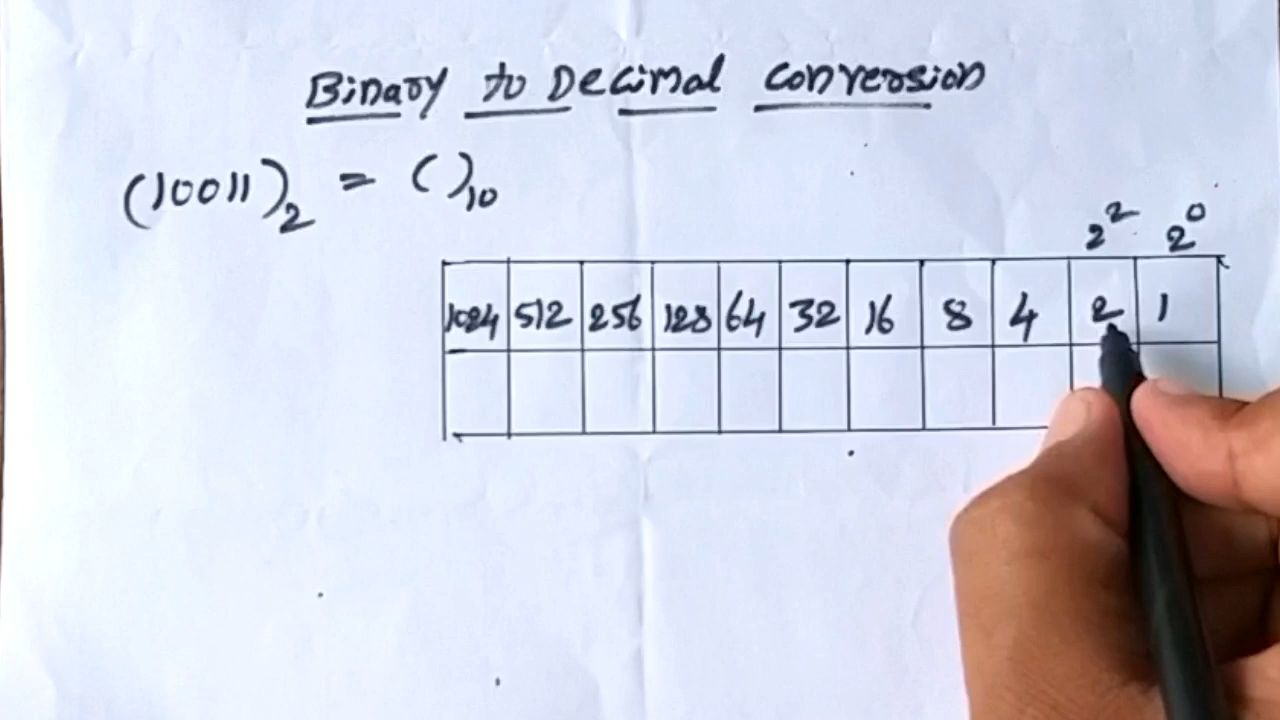 Binary to Decimal Conversion
(10011)₂ = ( )₁₀
2² 2⁰
1024 512 256 128 64 32 16 8 4 2 1